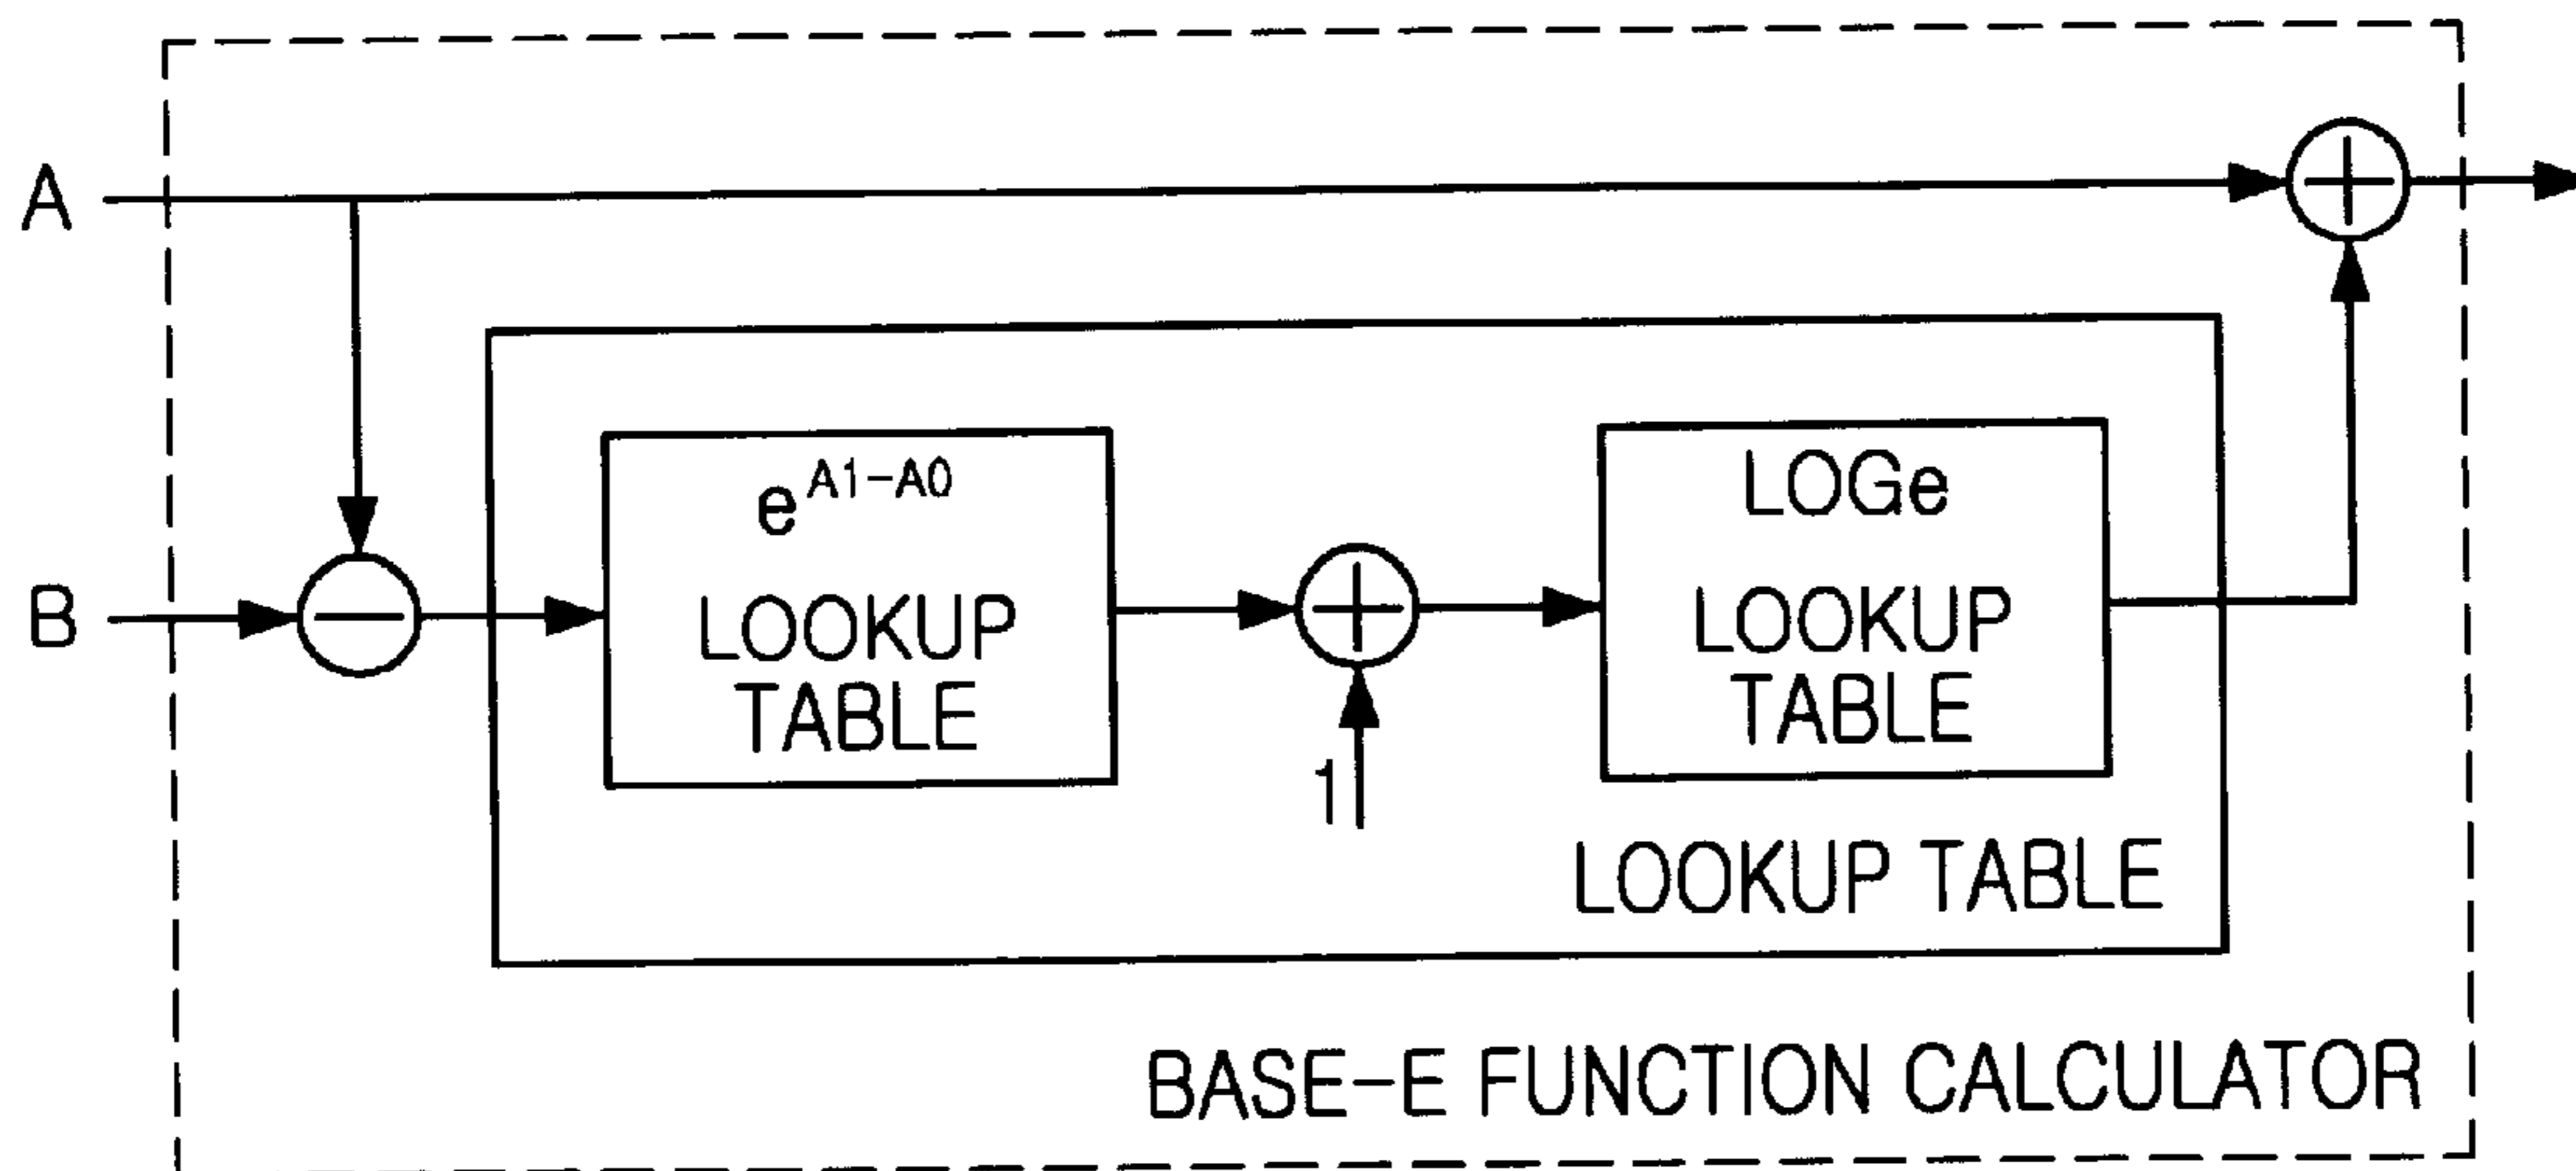 A
B
e^A1-A0
LOOKUP
TABLE
1
LOGe
LOOKUP
TABLE
LOOKUP TABLE
BASE-E FUNCTION CALCULATOR